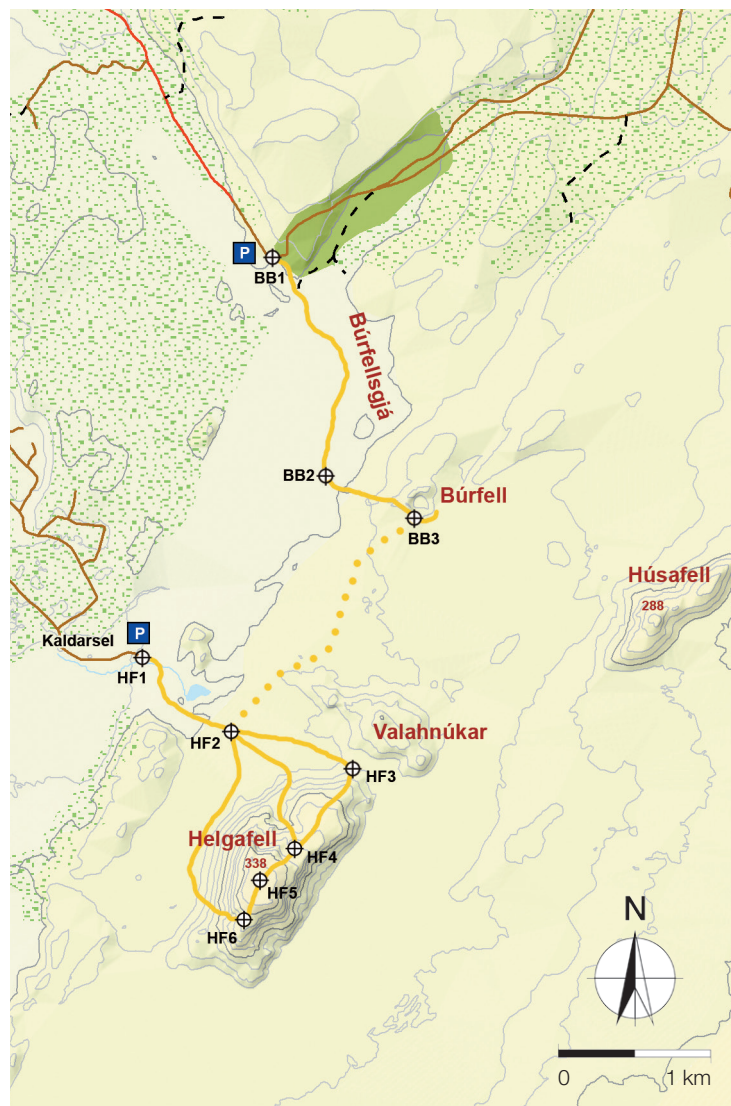 P
BB1
Búrfellsgjá
BB2
Búrfell
BB3
Húsafell
288
P
Kaldarsel
HF1
HF2
Valahnúkar
HF3
Helgafell
HF4
338
HF5
HF6
N
0 1 km